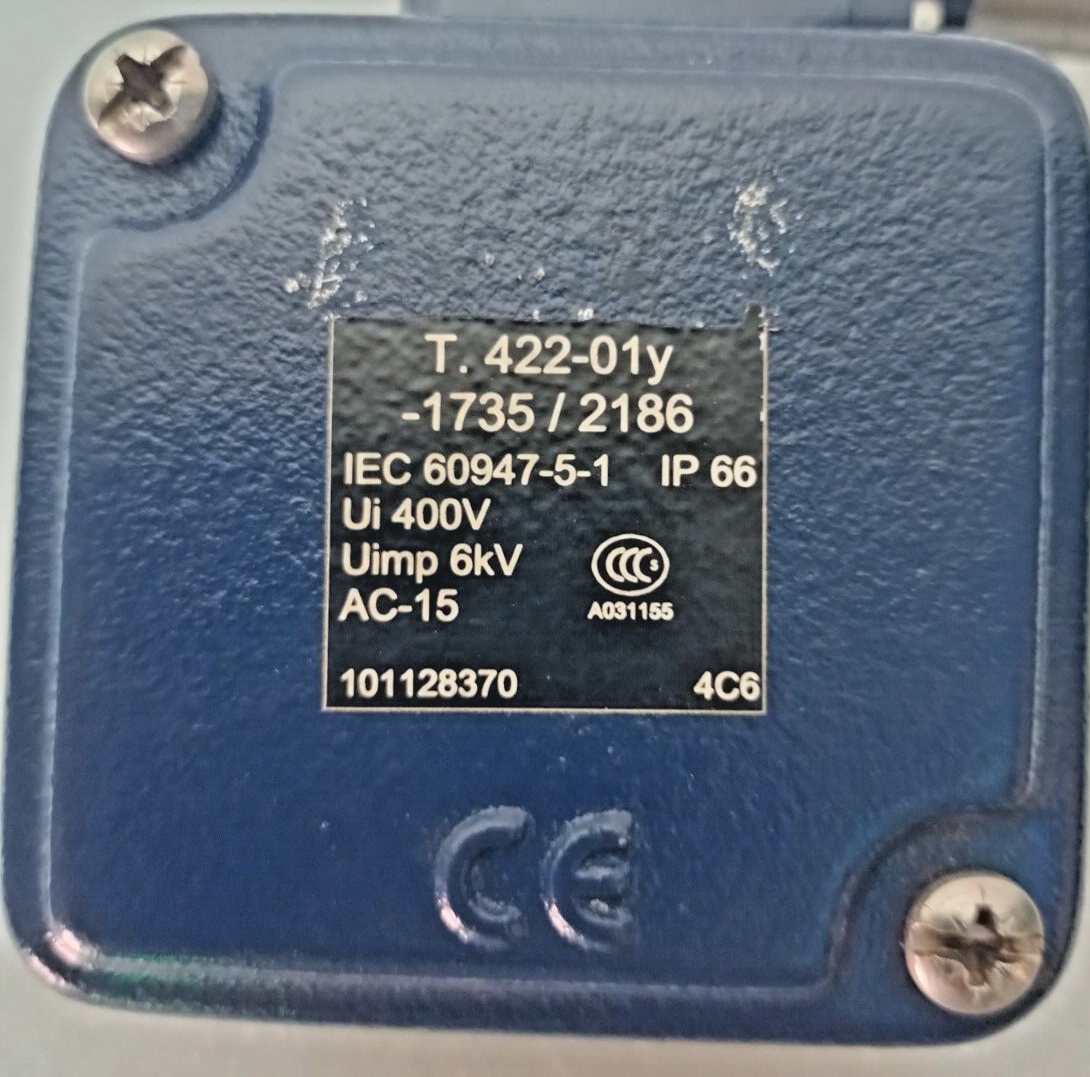 T. 422-01y
-1735 / 2186
IEC 60947-5-1 IP 66
Ui 400V
Uimp 6kV
CCC S
AC-15 A031155
101128370 4C6
CE